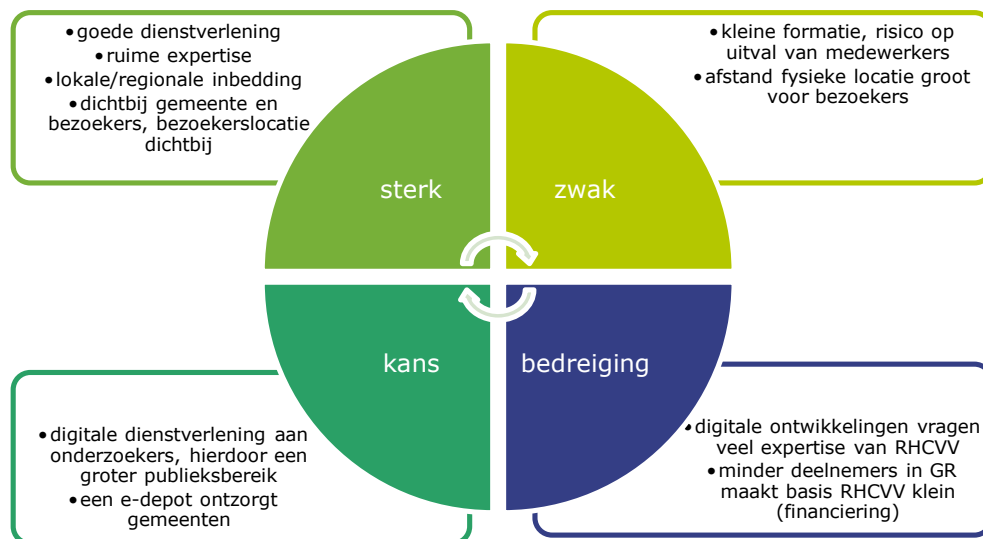 •goede dienstverlening
•ruime expertise
•lokale/regionale inbedding
•dichtbij gemeente en
bezoekers, bezoekerslocatie
dichtbij
•kleine formatie, risico op
uitval van medewerkers
•afstand fysieke locatie groot
voor bezoekers
sterk
zwak
kans
bedreiging
•digitale dienstverlening aan
onderzoekers, hierdoor een
groter publieksbereik
•een e-depot ontzorgt
gemeenten
•digitale ontwikkelingen vragen
veel expertise van RHCVV
•minder deelnemers in GR
maakt basis RHCVV klein
(financiering)